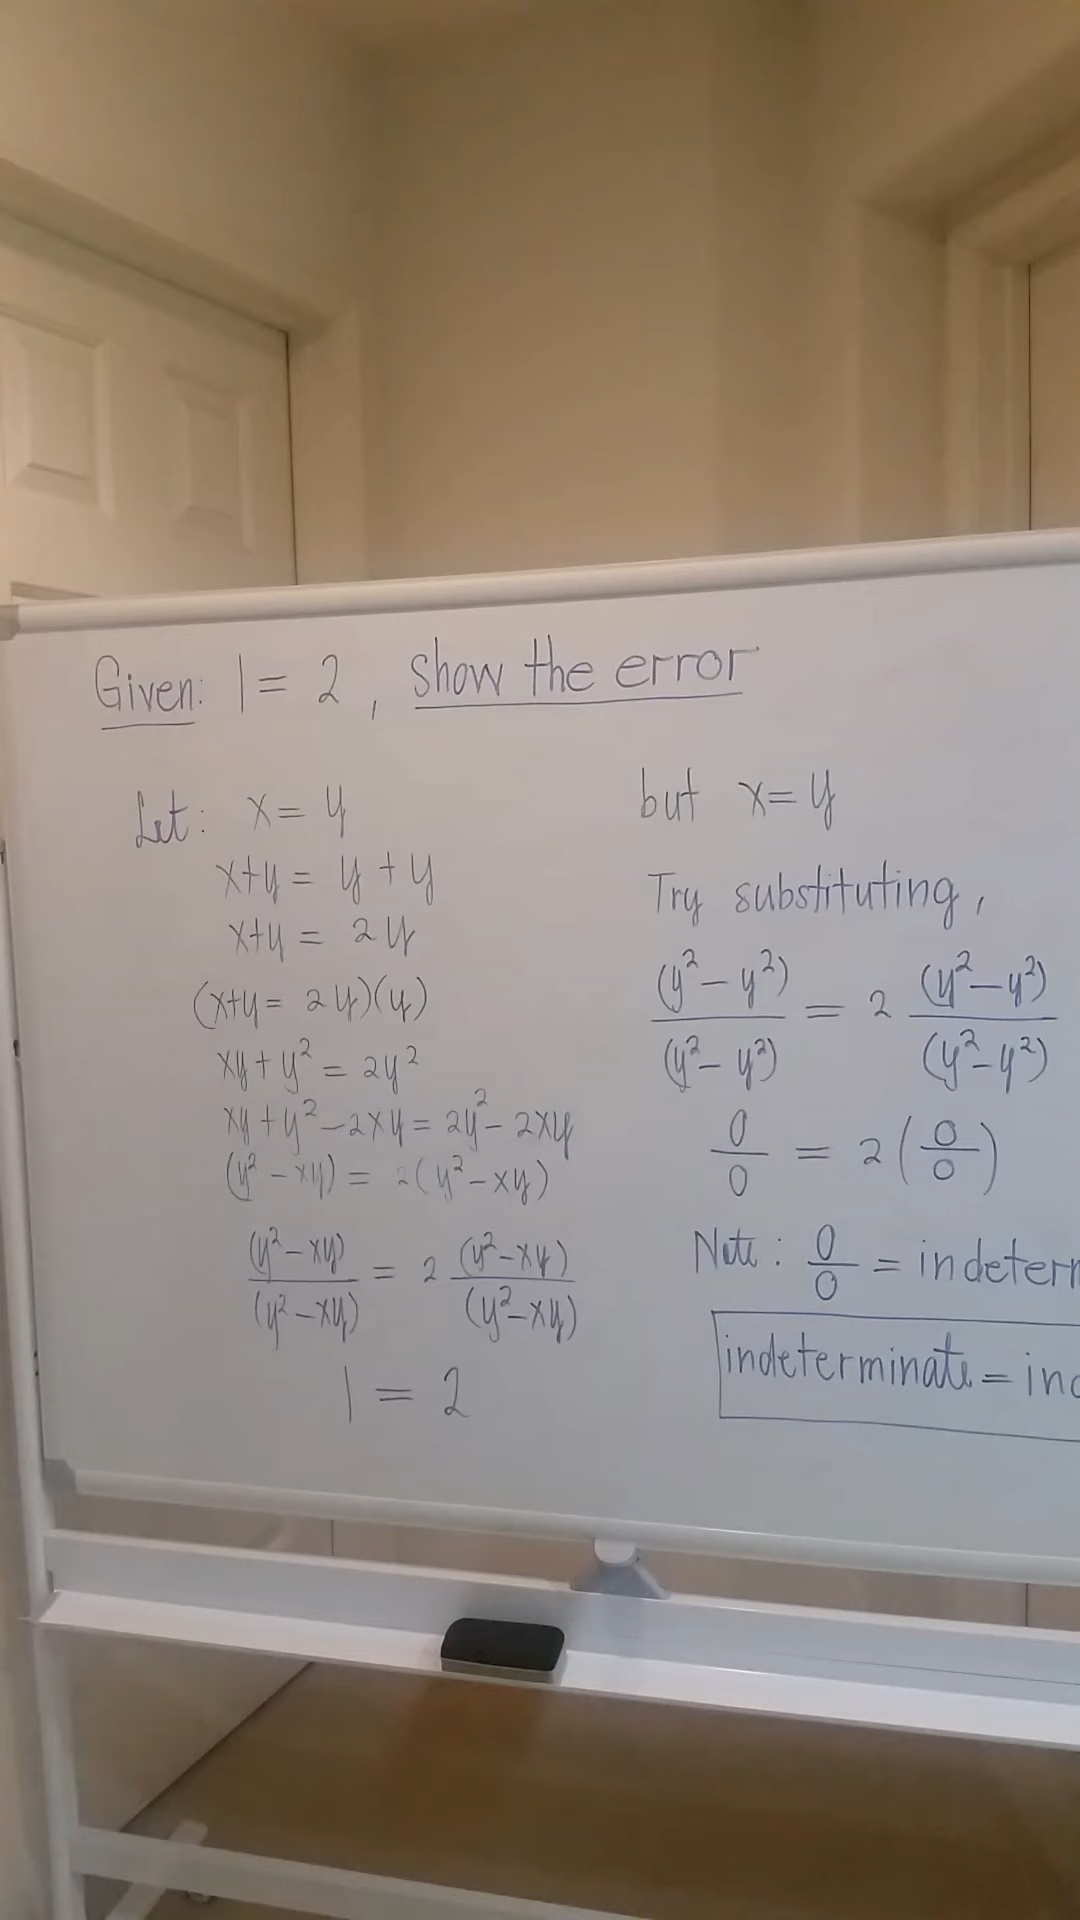 Given: 1 = 2, show the error
Let: x = y
x+y = y + y
x+y = 2y
(x+y = 2y)(y)
xy + y² = 2y²
xy + y² - 2xy = 2y² - 2xy
(y² - xy) = 2(y² - xy)
(y² - xy) / (y² - xy) = 2 (y² - xy) / (y² - xy)
1 = 2
but x = y
Try substituting,
(y² - y²) / (y² - y²) = 2 (y² - y²) / (y² - y²)
0/0 = 2(0/0)
Note: 0/0 = indeter
indeterminate = in